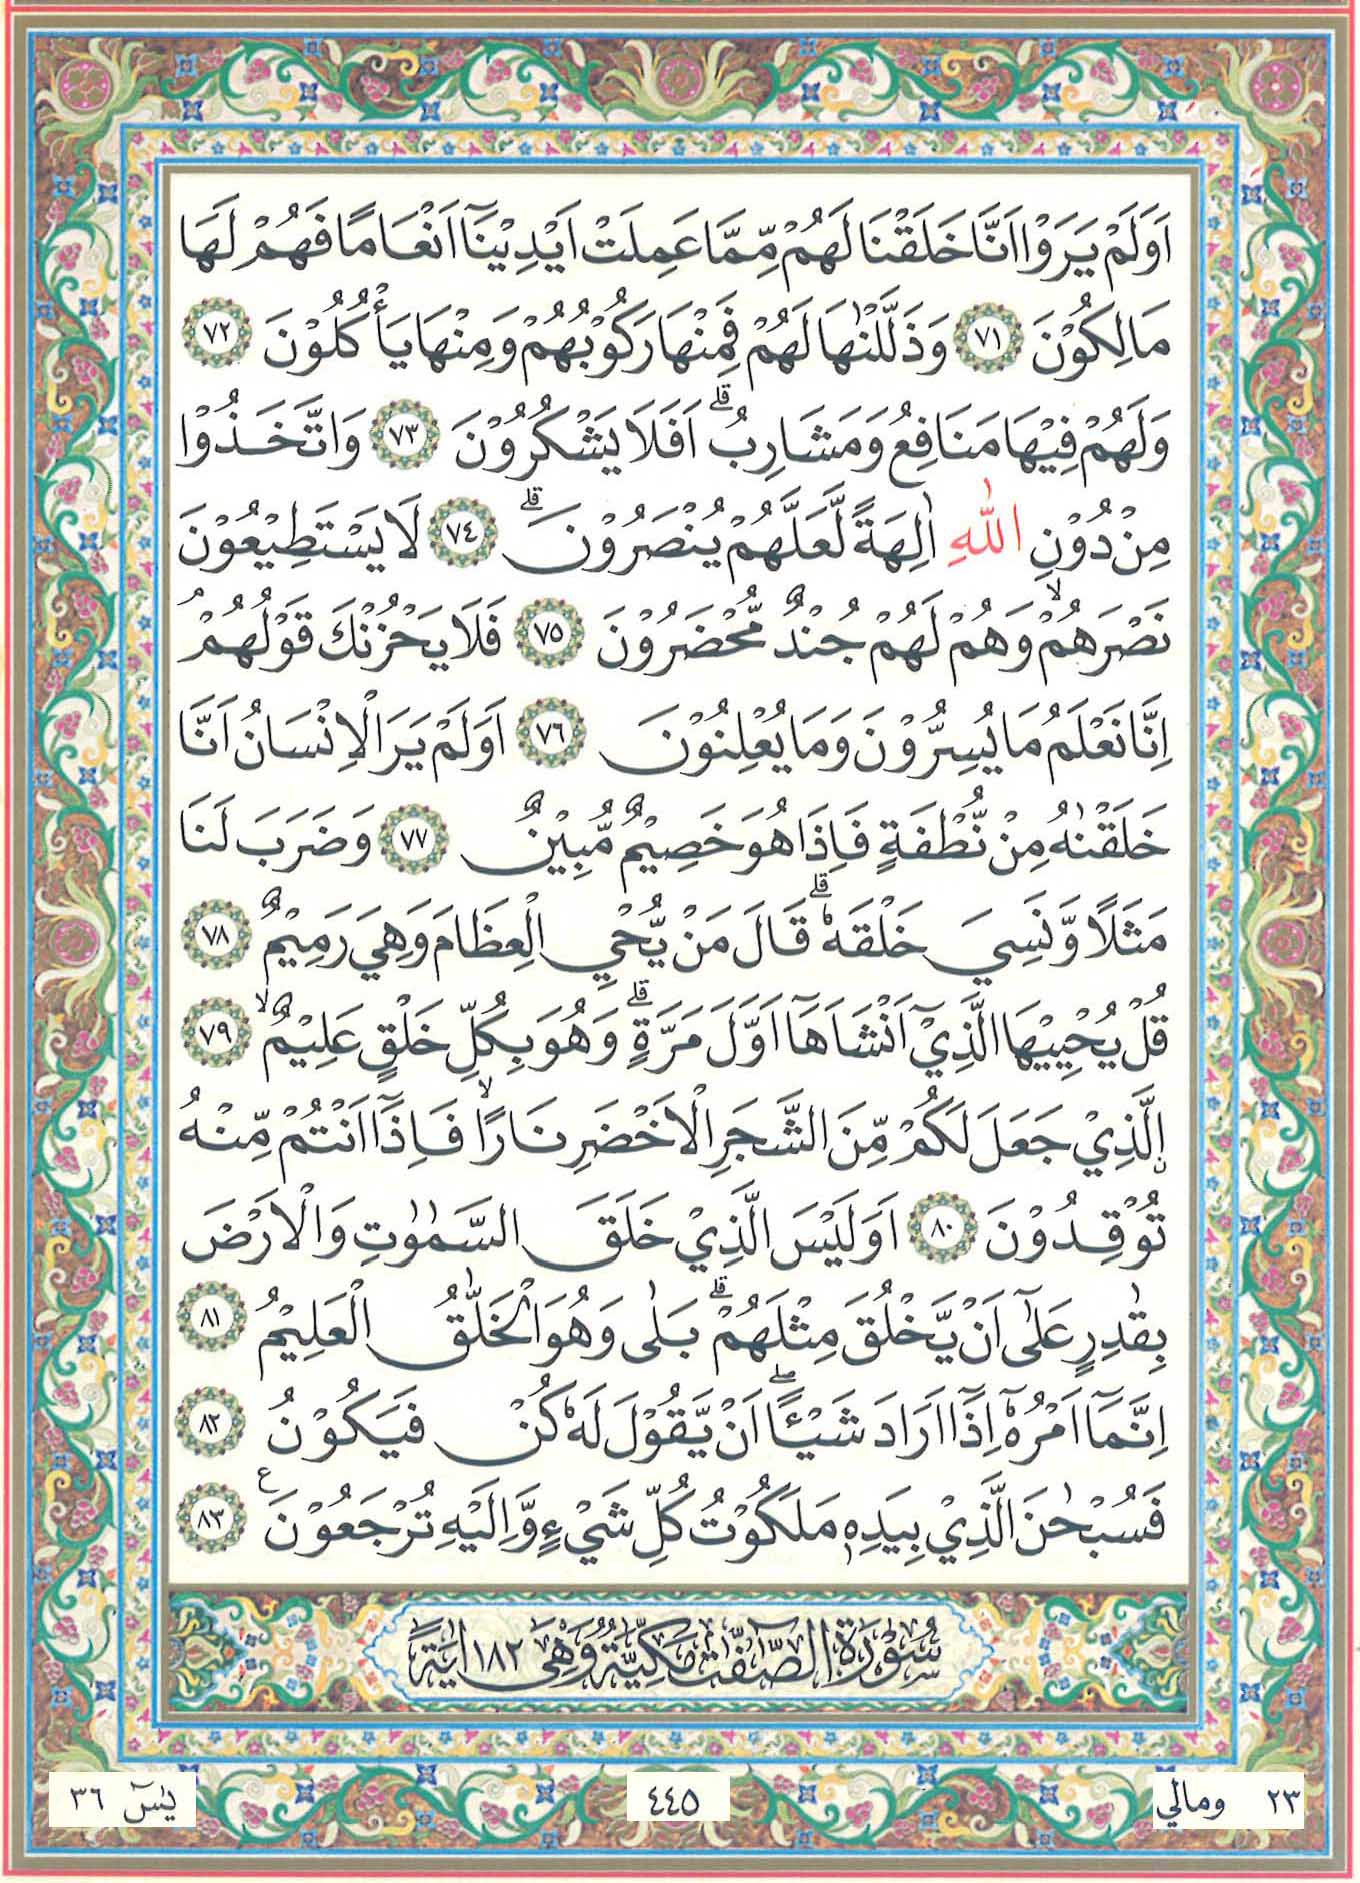 اَوَلَمْ يَرَوْا اَنَّا خَلَقْنَا لَهُمْ مِّمَّا عَمِلَتْ اَيْدِيْنَآ اَنْعَامًا فَهُمْ لَهَا
مَالِكُوْنَ ﴿٧١﴾ وَذَلَّلْنٰهَا لَهُمْ فَمِنْهَا رَكُوْبُهُمْ وَمِنْهَا يَأْكُلُوْنَ ﴿٧٢﴾
وَلَهُمْ فِيْهَا مَنَافِعُ وَمَشَارِبُۗ اَفَلَا يَشْكُرُوْنَ ﴿٧٣﴾ وَاتَّخَذُوْا
مِنْ دُوْنِ اللّٰهِ اٰلِهَةً لَّعَلَّهُمْ يُنْصَرُوْنَۗ ﴿٧٤﴾ لَا يَسْتَطِيْعُوْنَ
نَصْرَهُمْۙ وَهُمْ لَهُمْ جُنْدٌ مُّحْضَرُوْنَ ﴿٧٥﴾ فَلَا يَحْزُنْكَ قَوْلُهُمْۘ
اِنَّا نَعْلَمُ مَا يُسِرُّوْنَ وَمَا يُعْلِنُوْنَ ﴿٧٦﴾ اَوَلَمْ يَرَ الْاِنْسَانُ اَنَّا
خَلَقْنٰهُ مِنْ نُّطْفَةٍ فَاِذَا هُوَ خَصِيْمٌ مُّبِيْنٌ ﴿٧٧﴾ وَضَرَبَ لَنَا
مَثَلًا وَّنَسِيَ خَلْقَهٗۗ قَالَ مَنْ يُّحْيِ الْعِظَامَ وَهِيَ رَمِيْمٌ ﴿٧٨﴾
قُلْ يُحْيِيْهَا الَّذِيْٓ اَنْشَاَهَآ اَوَّلَ مَرَّةٍۗ وَهُوَ بِكُلِّ خَلْقٍ عَلِيْمٌۙ ﴿٧٩﴾
ࣙالَّذِيْ جَعَلَ لَكُمْ مِّنَ الشَّجَرِ الْاَخْضَرِ نَارًاۙ فَاِذَآ اَنْتُمْ مِّنْهُ
تُوْقِدُوْنَ ﴿٨٠﴾ اَوَلَيْسَ الَّذِيْ خَلَقَ السَّمٰوٰتِ وَالْاَرْضَ
بِقٰدِرٍ عَلٰٓى اَنْ يَّخْلُقَ مِثْلَهُمْۗ بَلٰى وَهُوَ الْخَلّٰقُ الْعَلِيْمُ ﴿٨١﴾
اِنَّمَآ اَمْرُهٗٓ اِذَآ اَرَادَ شَيْـًٔاۖ اَنْ يَّقُوْلَ لَهٗ كُنْ فَيَكُوْنُ ﴿٨٢﴾
فَسُبْحٰنَ الَّذِيْ بِيَدِهٖ مَلَكُوْتُ كُلِّ شَيْءٍ وَّاِلَيْهِ تُرْجَعُوْنَ ࣖ ﴿٨٣﴾
سُوْرَةُ الصّٰٓفّٰتِ مَكِّيَّةٌ وَهِيَ ١٨٢ اٰيَةً
٢٣ ومالي
٤٤٥
يٰسۤ ٣٦